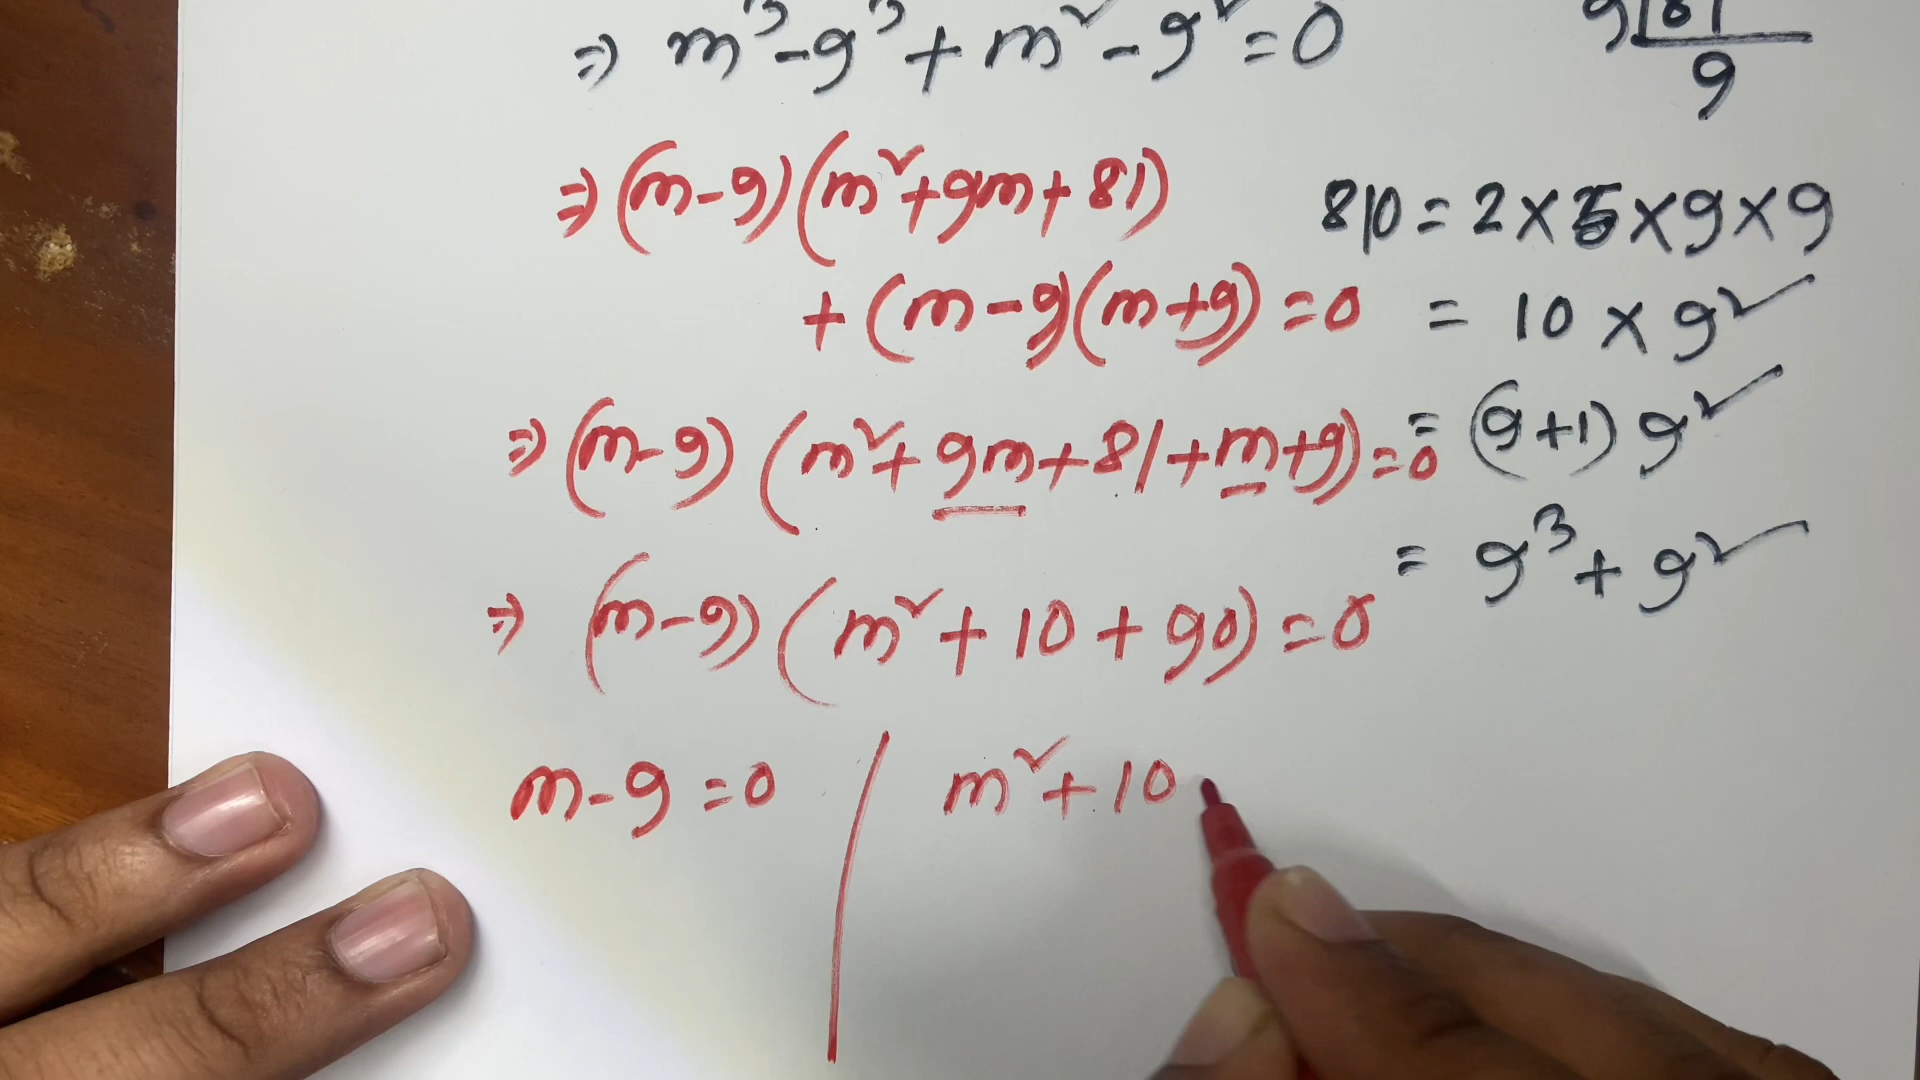 ⇒ m³-9³+m²-9²=0
9|81
9
⇒(m-9)(m²+9m+81)
+(m-9)(m+9)=0
⇒(m-9)(m²+9m+81+m+9)=0
⇒(m-9)(m²+10+90)=0
m-9=0
m²+10
810=2×5×9×9
= 10×9²
= (9+1)9²
= 9³+9²